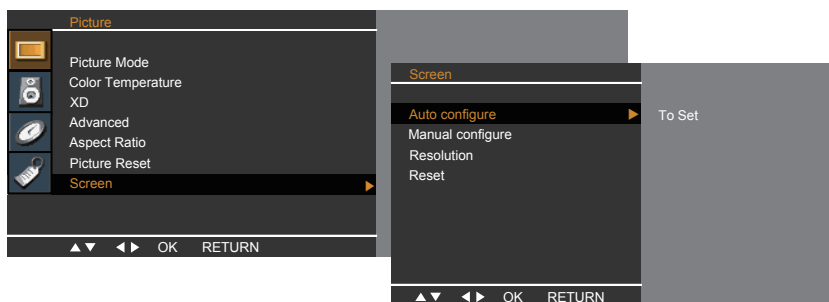 Picture
Picture Mode
Color Temperature
XD
Advanced
Aspect Ratio
Picture Reset
Screen
OK RETURN
Screen
Auto configure To Set
Manual configure
Resolution
Reset
OK RETURN